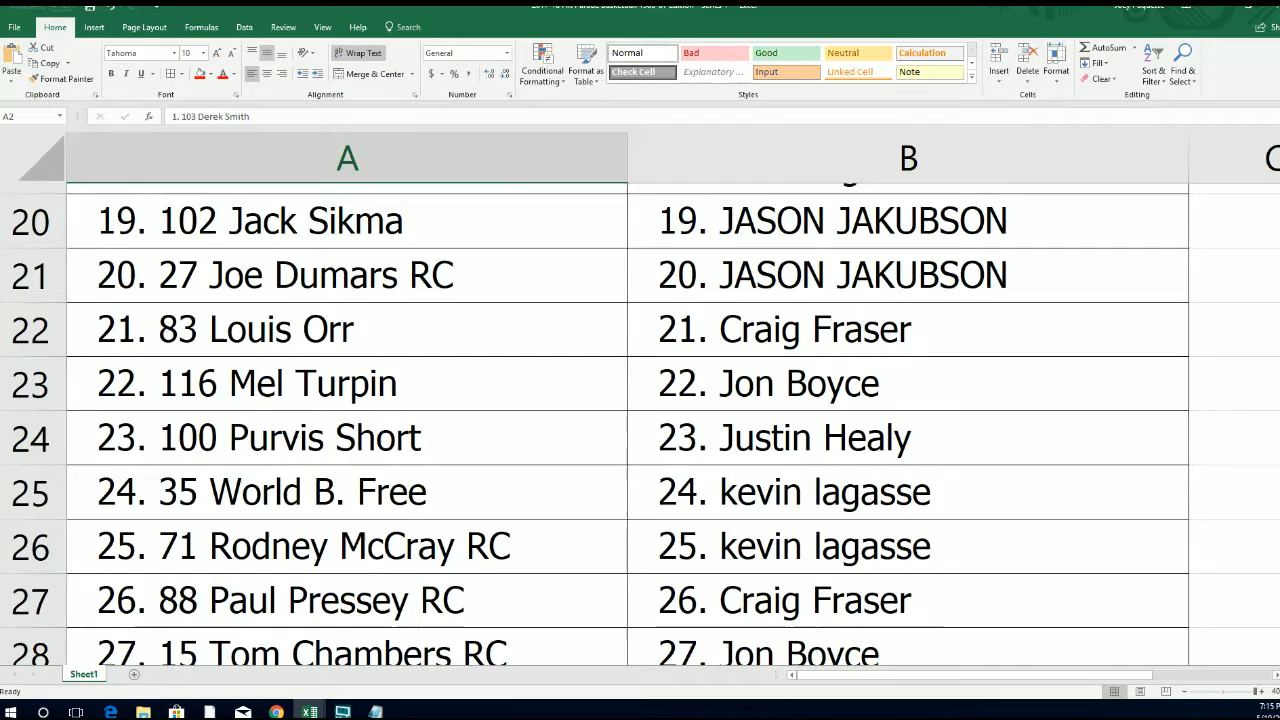 File Home Insert Page Layout Formulas Data Review View Help Search
Cut
Copy
Format Painter
Paste
Clipboard
Tahoma 10
B I U
Font
Wrap Text
Merge & Center
Alignment
General
$ % ,
Number
Conditional Formatting
Format as Table
Normal Bad Good Neutral Calculation
Check Cell Explanatory ... Input Linked Cell Note
Styles
Insert Delete Format
Cells
AutoSum
Fill
Clear
Sort & Filter
Find & Select
Editing
A2 fx 1. 103 Derek Smith
A B
20 19. 102 Jack Sikma 19. JASON JAKUBSON
21 20. 27 Joe Dumars RC 20. JASON JAKUBSON
22 21. 83 Louis Orr 21. Craig Fraser
23 22. 116 Mel Turpin 22. Jon Boyce
24 23. 100 Purvis Short 23. Justin Healy
25 24. 35 World B. Free 24. kevin lagasse
26 25. 71 Rodney McCray RC 25. kevin lagasse
27 26. 88 Paul Pressey RC 26. Craig Fraser
28 27. 15 Tom Chambers RC 27. Jon Boyce
Sheet1
Ready
7:15 P